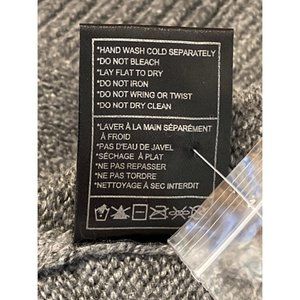 *HAND WASH COLD SEPARATELY
*DO NOT BLEACH
*LAY FLAT TO DRY
*DO NOT IRON
*DO NOT WRING OR TWIST
*DO NOT DRY CLEAN
*LAVER À LA MAIN SÉPARÉMENT
À FROID
*PAS D'EAU DE JAVEL
*SÉCHAGE À PLAT
*NE PAS REPASSER
*NE PAS TORDRE
*NETTOYAGE À SEC INTERDIT